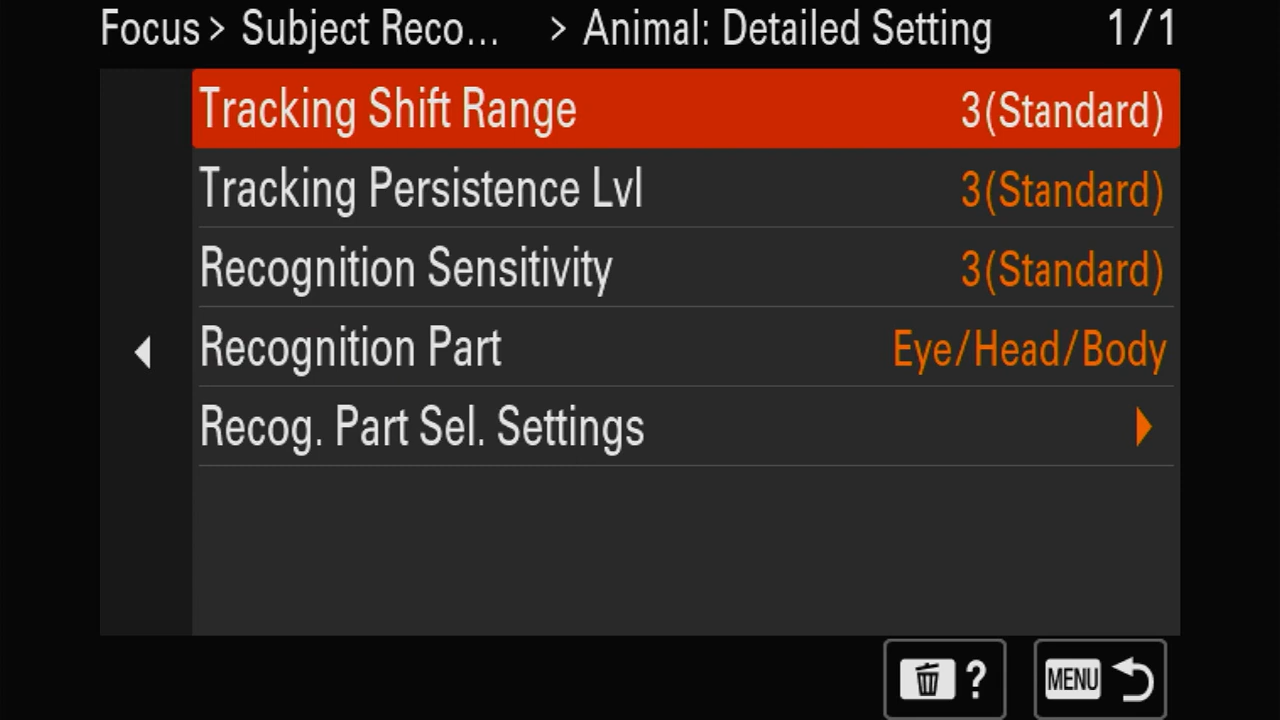 Focus > Subject Reco... > Animal: Detailed Setting 1/1
Tracking Shift Range 3(Standard)
Tracking Persistence Lvl 3(Standard)
Recognition Sensitivity 3(Standard)
Recognition Part Eye/Head/Body
Recog. Part Sel. Settings
? MENU